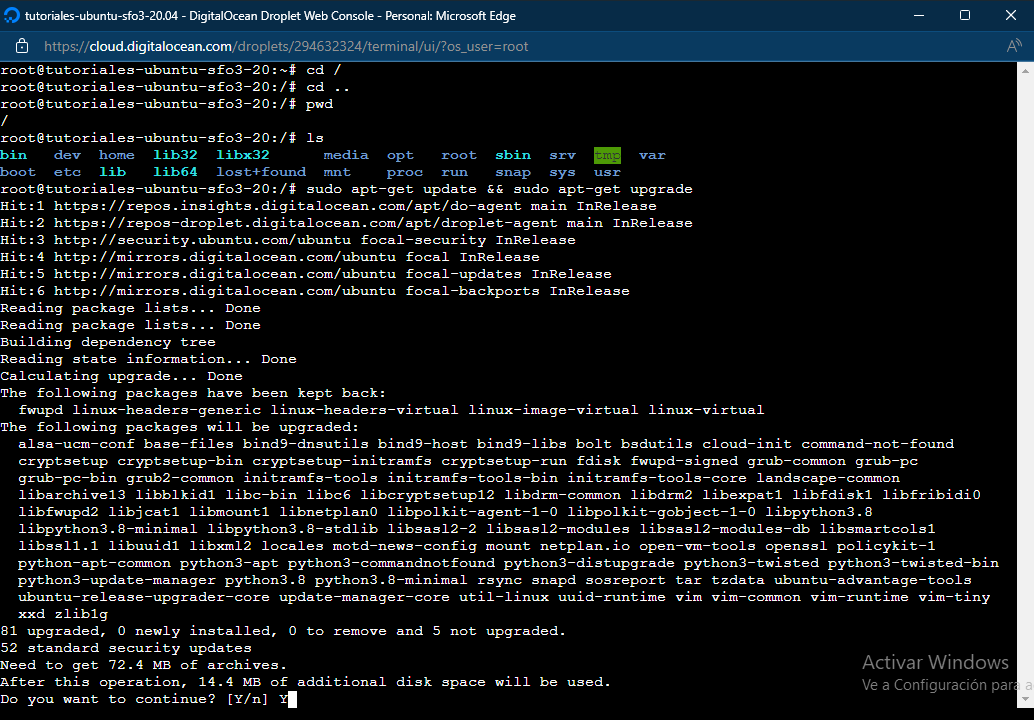 tutoriales-ubuntu-sfo3-20.04 - DigitalOcean Droplet Web Console - Personal: Microsoft Edge
https://cloud.digitalocean.com/droplets/294632324/terminal/ui/?os_user=root
root@tutoriales-ubuntu-sfo3-20:~# cd /
root@tutoriales-ubuntu-sfo3-20:/# cd ..
root@tutoriales-ubuntu-sfo3-20:/# pwd
/
root@tutoriales-ubuntu-sfo3-20:/# ls
bin   dev  home  lib32  libx32      media  opt   root  sbin  srv  tmp  var
boot  etc  lib   lib64  lost+found  mnt    proc  run   snap  sys  usr
root@tutoriales-ubuntu-sfo3-20:/# sudo apt-get update && sudo apt-get upgrade
Hit:1 https://repos.insights.digitalocean.com/apt/do-agent main InRelease
Hit:2 https://repos-droplet.digitalocean.com/apt/droplet-agent main InRelease
Hit:3 http://security.ubuntu.com/ubuntu focal-security InRelease
Hit:4 http://mirrors.digitalocean.com/ubuntu focal InRelease
Hit:5 http://mirrors.digitalocean.com/ubuntu focal-updates InRelease
Hit:6 http://mirrors.digitalocean.com/ubuntu focal-backports InRelease
Reading package lists... Done
Reading package lists... Done
Building dependency tree
Reading state information... Done
Calculating upgrade... Done
The following packages have been kept back:
  fwupd linux-headers-generic linux-headers-virtual linux-image-virtual linux-virtual
The following packages will be upgraded:
  alsa-ucm-conf base-files bind9-dnsutils bind9-host bind9-libs bolt bsdutils cloud-init command-not-found
  cryptsetup cryptsetup-bin cryptsetup-initramfs cryptsetup-run fdisk fwupd-signed grub-common grub-pc
  grub-pc-bin grub2-common initramfs-tools initramfs-tools-bin initramfs-tools-core landscape-common
  libarchive13 libblkid1 libc-bin libc6 libcryptsetup12 libdrm-common libdrm2 libexpat1 libfdisk1 libfribidi0
  libfwupd2 libjcat1 libmount1 libnetplan0 libpolkit-agent-1-0 libpolkit-gobject-1-0 libpython3.8
  libpython3.8-minimal libpython3.8-stdlib libsasl2-2 libsasl2-modules libsasl2-modules-db libsmartcols1
  libssl1.1 libuuid1 libxml2 locales motd-news-config mount netplan.io open-vm-tools openssl policykit-1
  python-apt-common python3-apt python3-commandnotfound python3-distupgrade python3-twisted python3-twisted-bin
  python3-update-manager python3.8 python3.8-minimal rsync snapd sosreport tar tzdata ubuntu-advantage-tools
  ubuntu-release-upgrader-core update-manager-core util-linux uuid-runtime vim vim-common vim-runtime vim-tiny
  xxd zlib1g
81 upgraded, 0 newly installed, 0 to remove and 5 not upgraded.
52 standard security updates
Need to get 72.4 MB of archives.
After this operation, 14.4 MB of additional disk space will be used.
Do you want to continue? [Y/n] Y
Activar Windows
Ve a Configuración para a